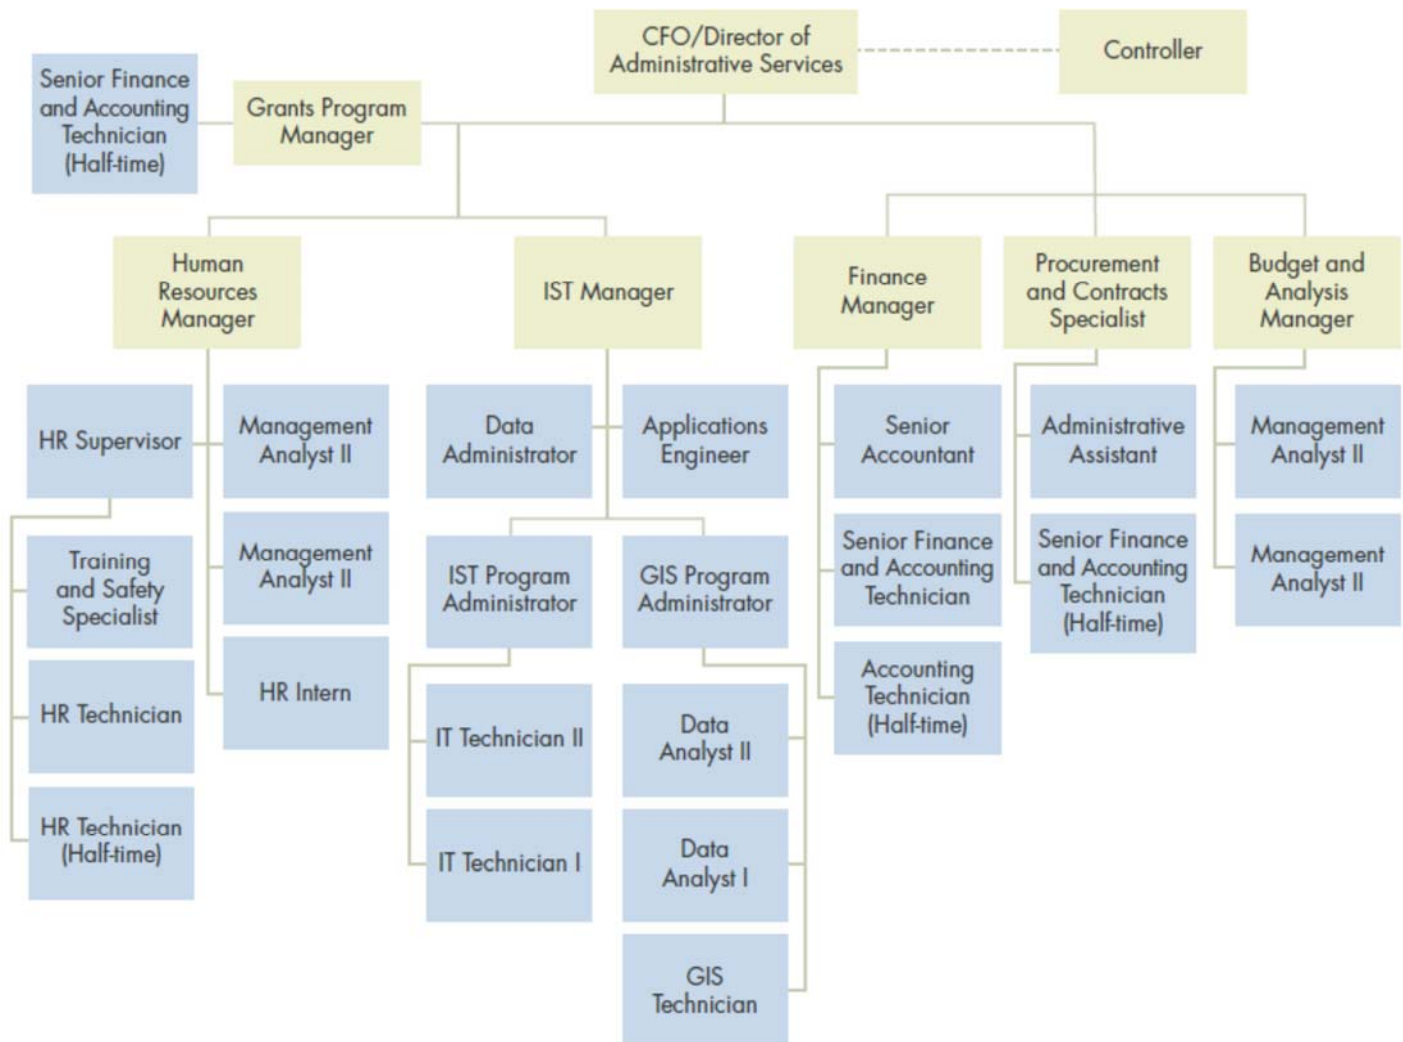 CFO/Director of
Administrative Services
Controller
Senior Finance
and Accounting
Technician
(Half-time)
Grants Program
Manager
Human
Resources
Manager
IST Manager
Finance
Manager
Procurement
and Contracts
Specialist
Budget and
Analysis
Manager
HR Supervisor
Management
Analyst II
Data
Administrator
Applications
Engineer
Senior
Accountant
Administrative
Assistant
Management
Analyst II
Training
and Safety
Specialist
Management
Analyst II
IST Program
Administrator
GIS Program
Administrator
Senior Finance
and Accounting
Technician
Senior Finance
and Accounting
Technician
(Half-time)
Management
Analyst II
HR Technician
HR Intern
IT Technician II
Data
Analyst II
Accounting
Technician
(Half-time)
HR Technician
(Half-time)
IT Technician I
Data
Analyst I
GIS
Technician